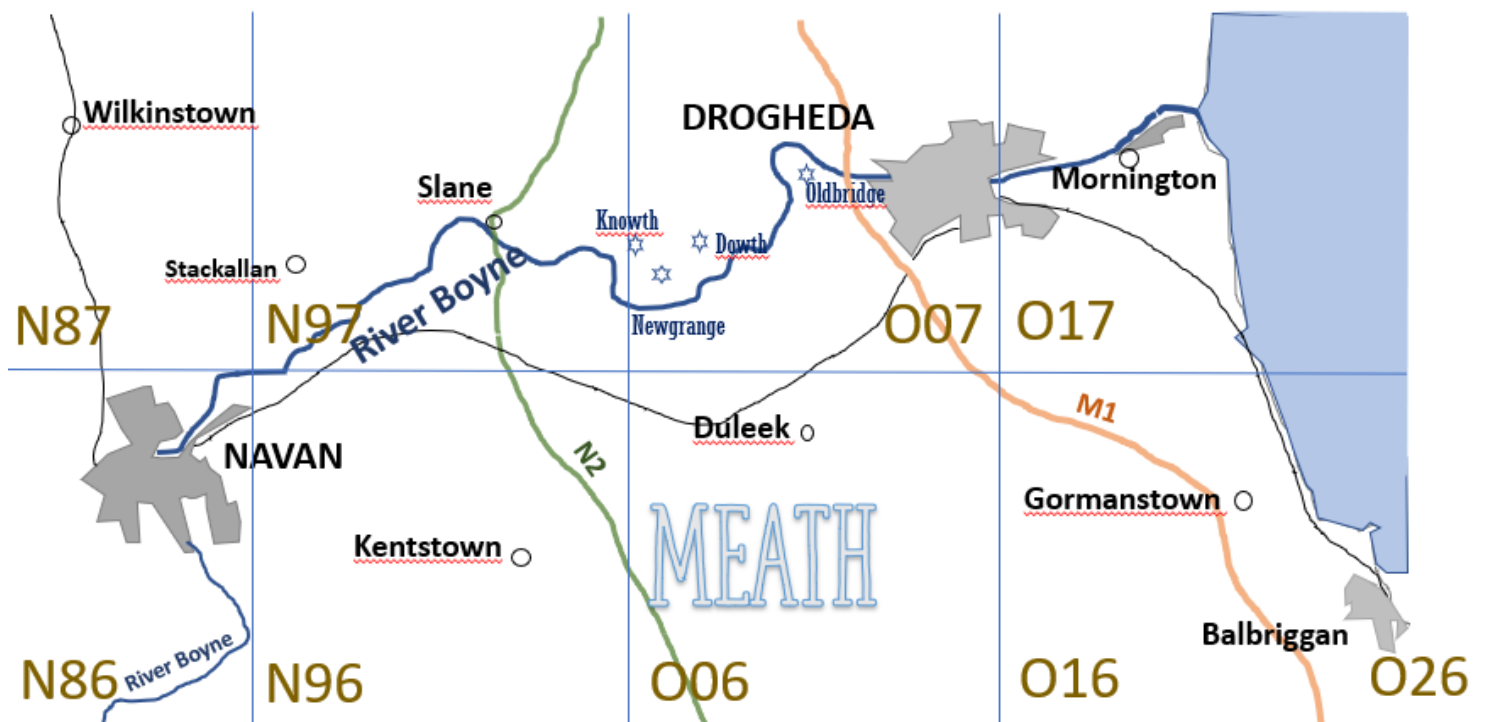 Wilkinstown
DROGHEDA
Slane
Mornington
Oldbridge
Knowth
Dowth
Stackallan
River Boyne
N87
N97
Newgrange
O07
O17
M1
Duleek
NAVAN
N2
Gormanstown
MEATH
Kentstown
Balbriggan
River Boyne
N86
N96
O06
O16
O26